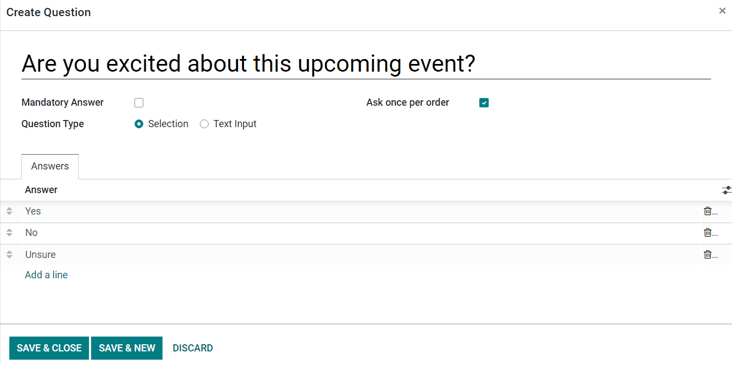 Create Question
×
Are you excited about this upcoming event?
Mandatory Answer
Ask once per order
Question Type Selection Text Input
Answers
Answer
Yes ...
No ...
Unsure ...
Add a line
SAVE & CLOSE SAVE & NEW DISCARD